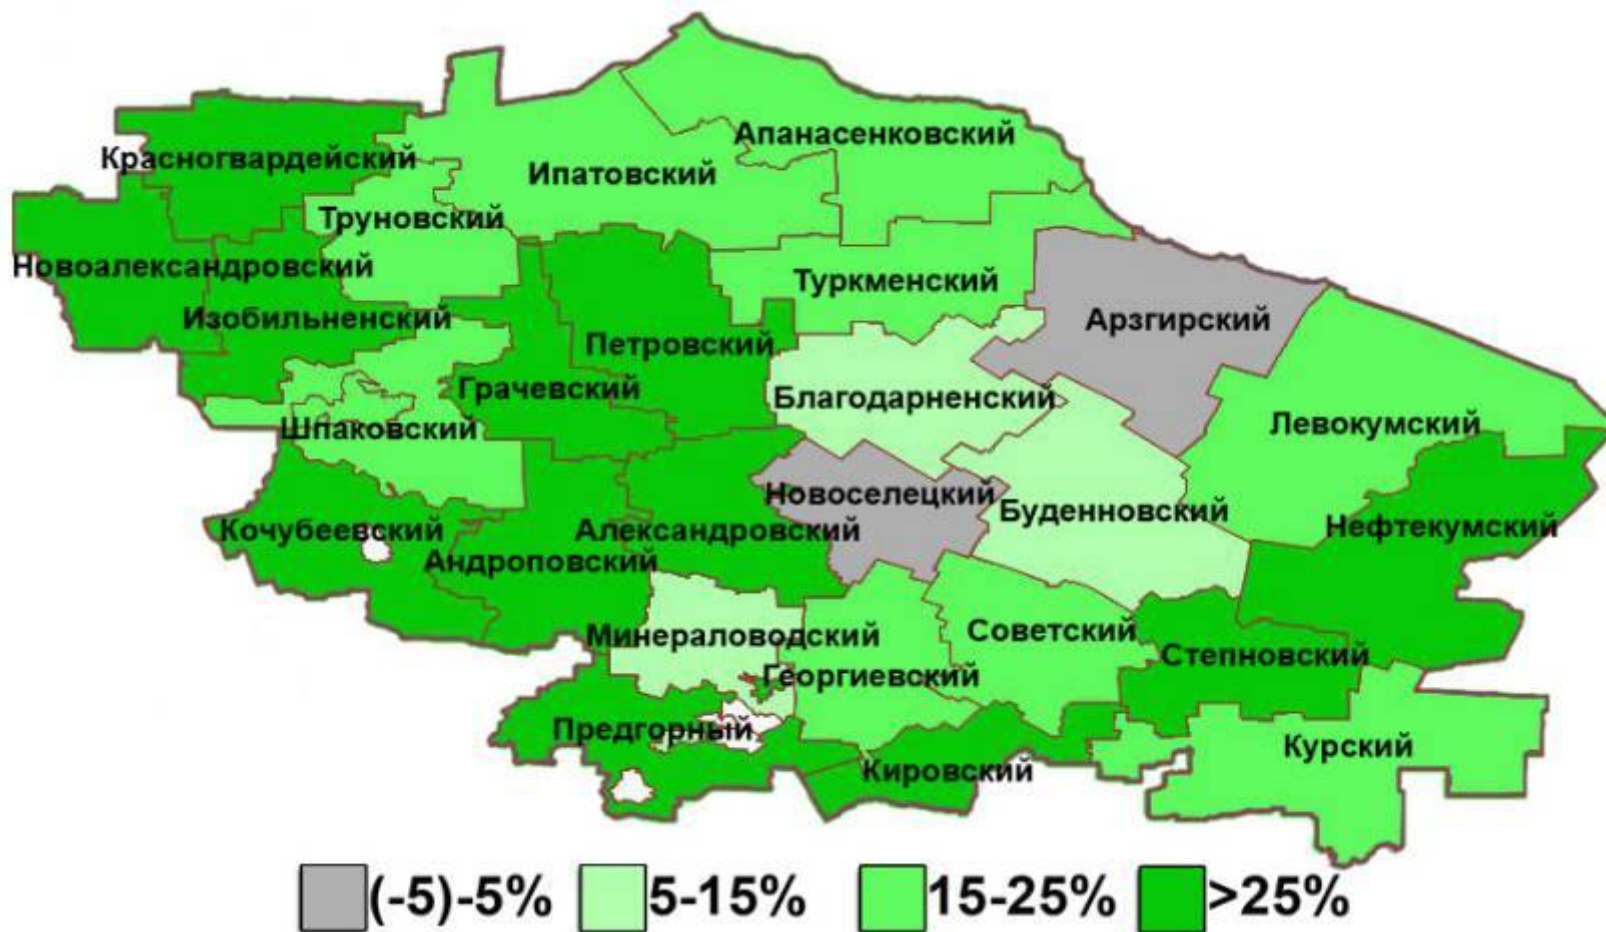 Апанасенковский
Красногвардейский
Ипатовский
Труновский
Новоалександровский
Туркменский
Изобильненский
Арзгирский
Петровский
Грачевский
Благодарненский
Шпаковский
Левокумский
Новоселецкий
Буденновский
Нефтекумский
Кочубеевский
Александровский
Андроповский
Минераловодский
Советский
Степновский
Георгиевский
Предгорный
Курский
Кировский
(-5)-5% 5-15% 15-25% >25%